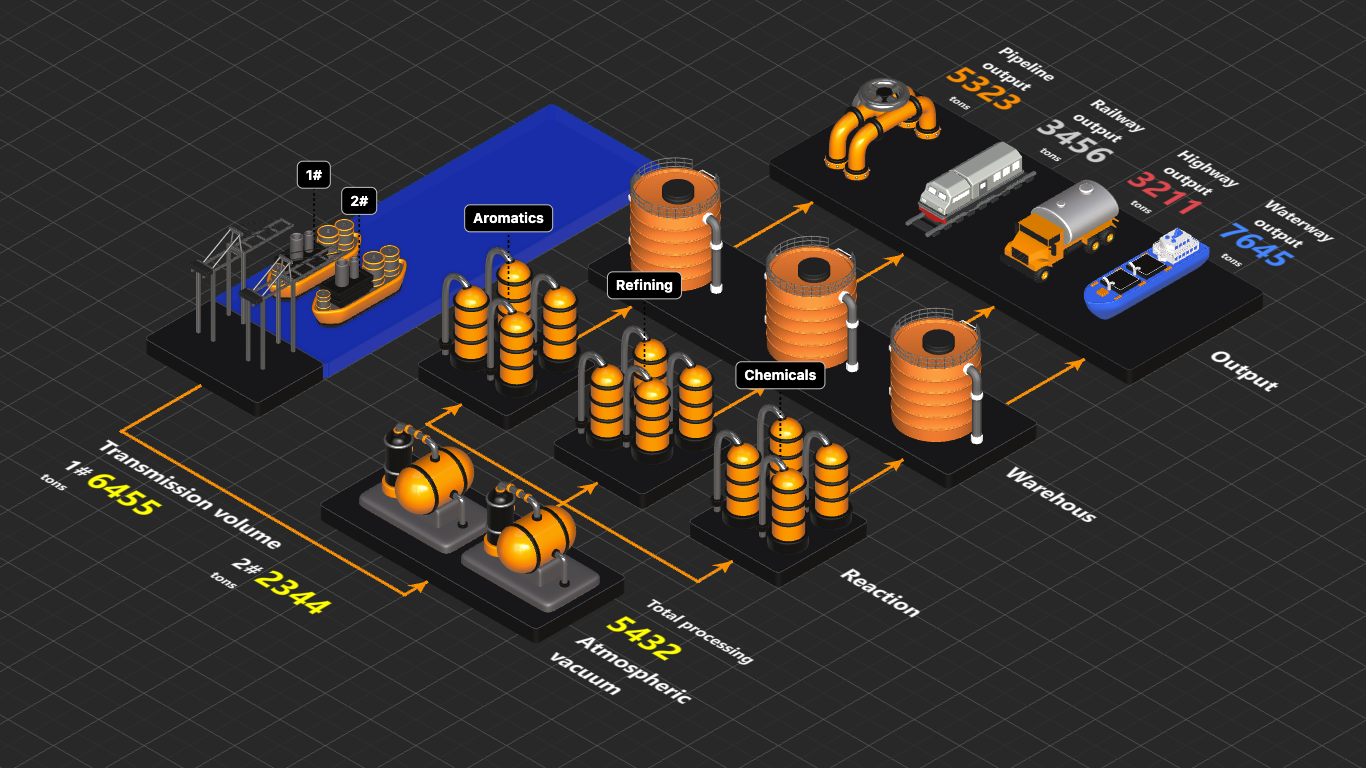 Pipeline
output
5323
tons
Railway
output
3456
tons
Highway
output
3211
tons
Waterway
output
7645
tons
1#
2#
Aromatics
Refining
Chemicals
Output
Warehous
Reaction
Transmission volume
1# 6455
tons
2# 2344
tons
Total processing
5432
Atmospheric
vacuum